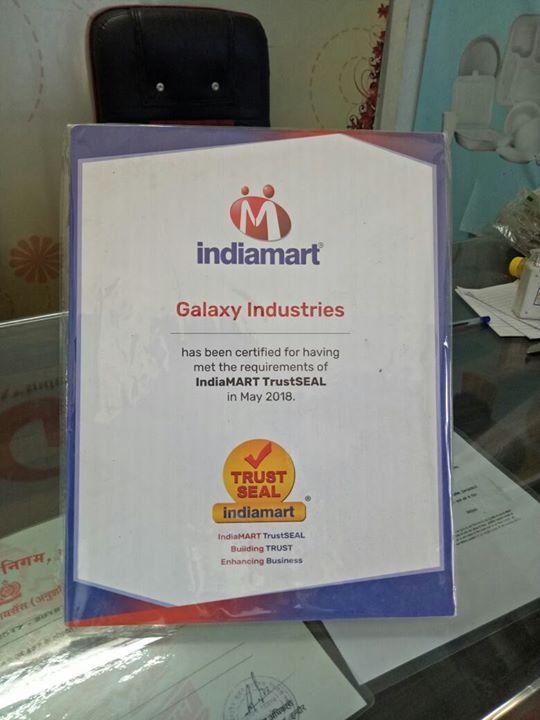 indiamart®
Galaxy Industries
has been certified for having
met the requirements of
IndiaMART TrustSEAL
in May 2018.
TRUST
SEAL
indiamart®
IndiaMART TrustSEAL
Building TRUST
Enhancing Business
निगम,